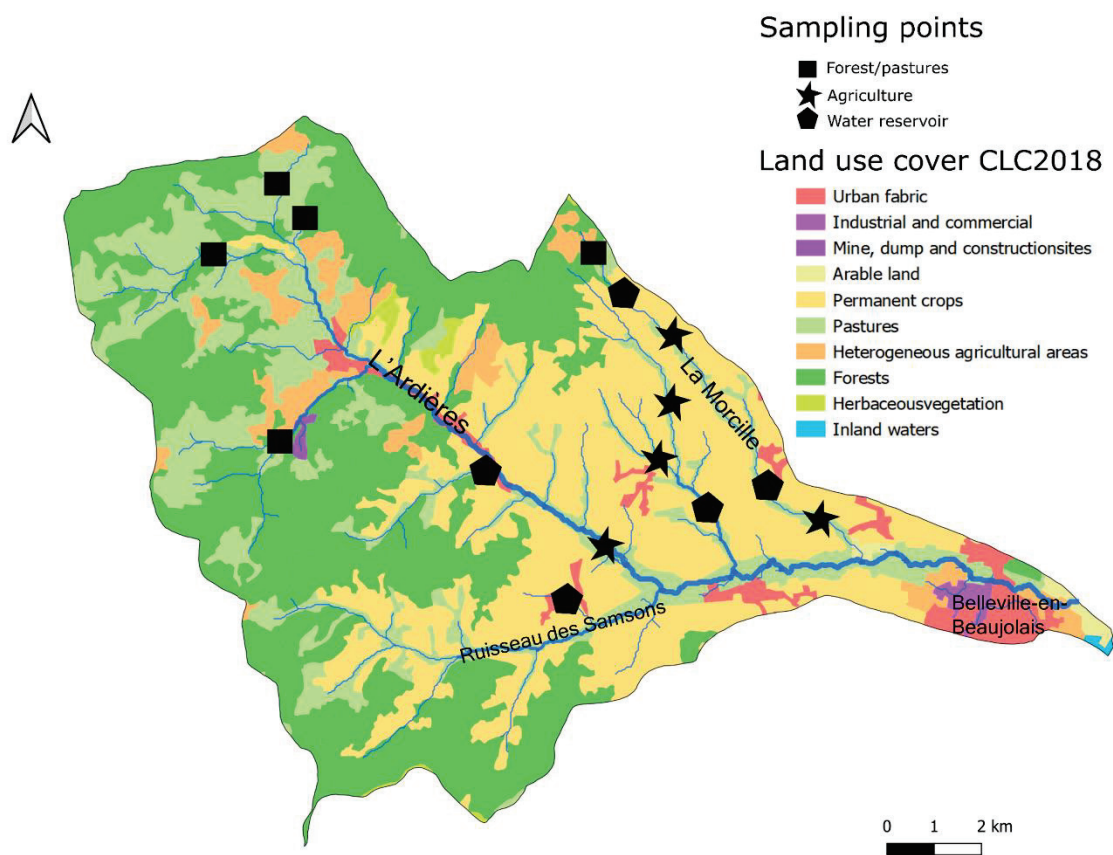 Sampling points
Forest/pastures
Agriculture
Water reservoir
Land use cover CLC2018
Urban fabric
Industrial and commercial
Mine, dump and constructionsites
Arable land
Permanent crops
Pastures
Heterogeneous agricultural areas
Forests
Herbaceousvegetation
Inland waters
L'Ardières
La Morcille
Ruisseau des Samsons
Belleville-en-
Beaujolais
0 1 2 km